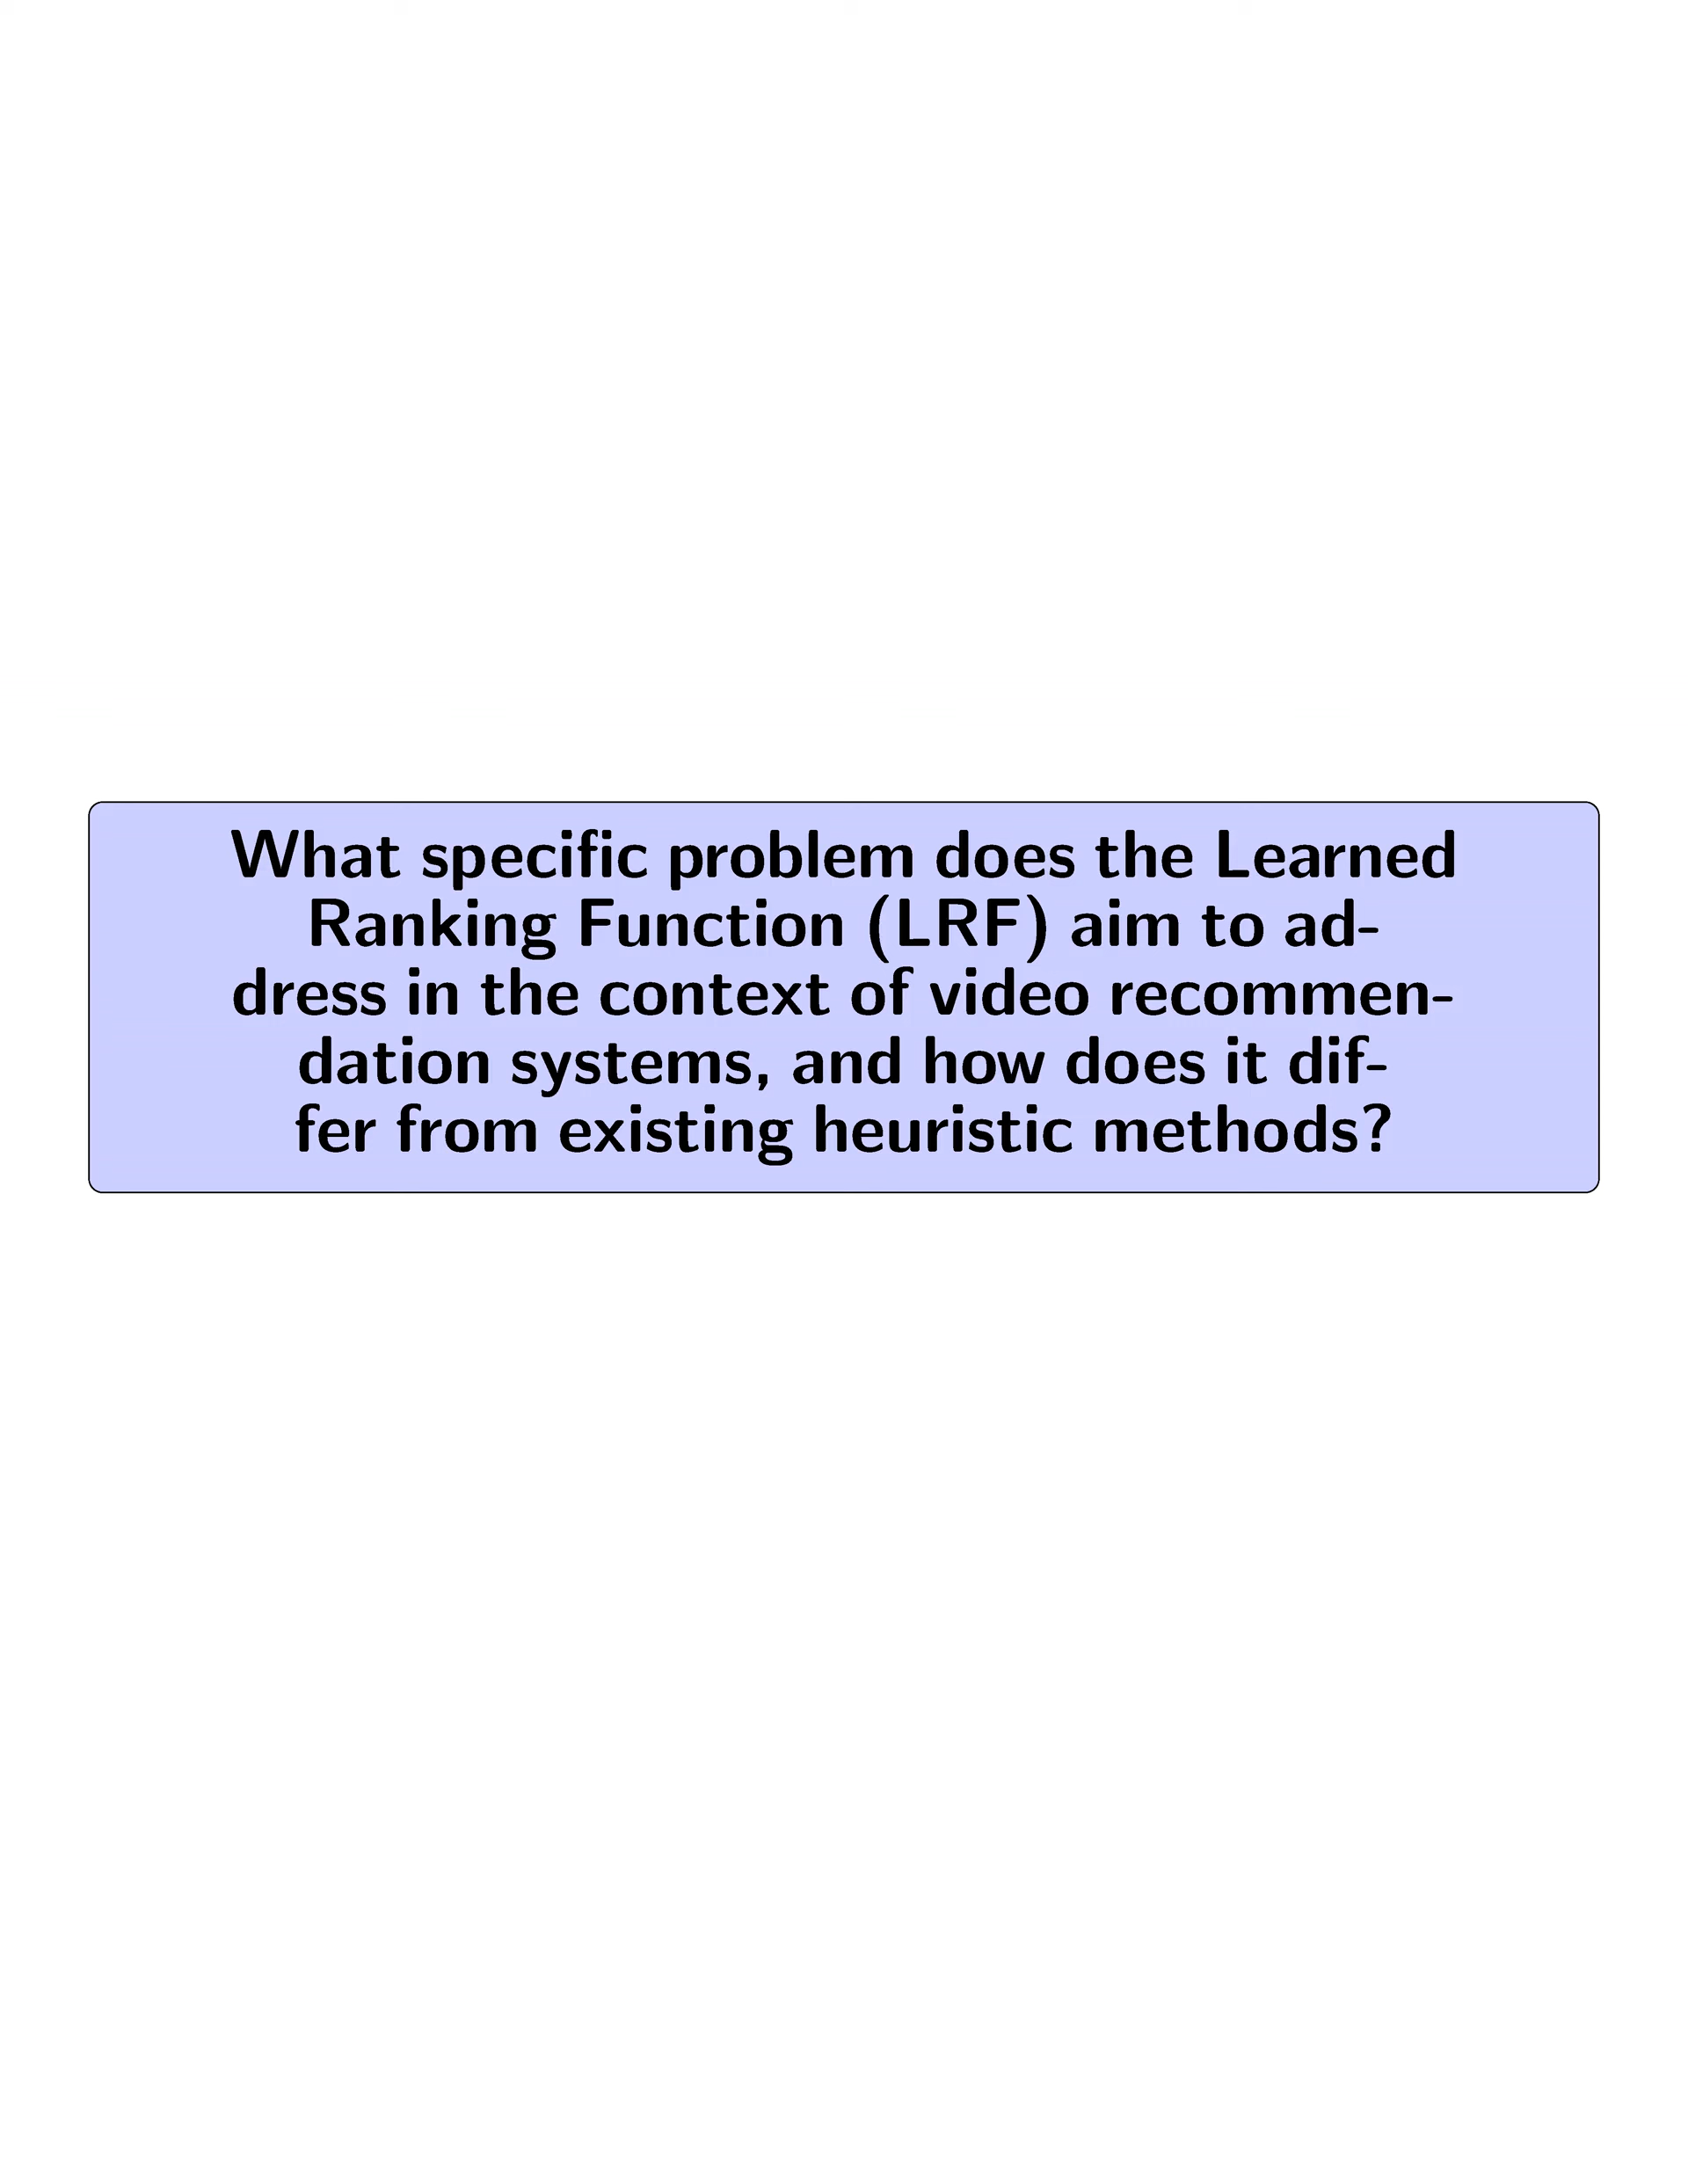 What specific problem does the Learned
Ranking Function (LRF) aim to ad-
dress in the context of video recommen-
dation systems, and how does it dif-
fer from existing heuristic methods?